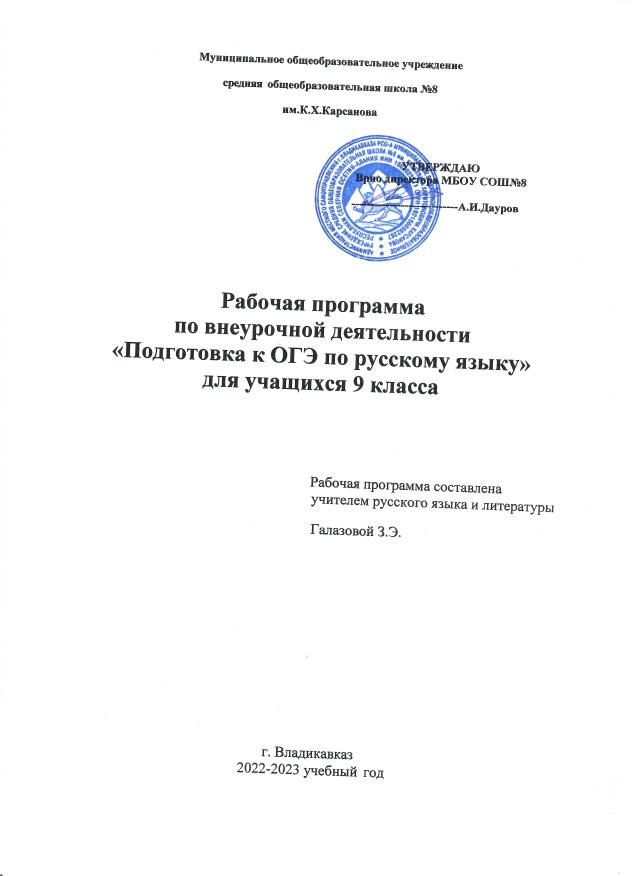 Муниципальное общеобразовательное учреждение
средняя общеобразовательная школа №8
им.К.Х.Карсанова
УТВЕРЖДАЮ
Врио директора МБОУ СОШ№8
-------------------------------А.И.Дауров
Рабочая программа
по внеурочной деятельности
«Подготовка к ОГЭ по русскому языку»
для учащихся 9 класса
Рабочая программа составлена
учителем русского языка и литературы
Галазовой З.Э.
г. Владикавказ
2022-2023 учебный год